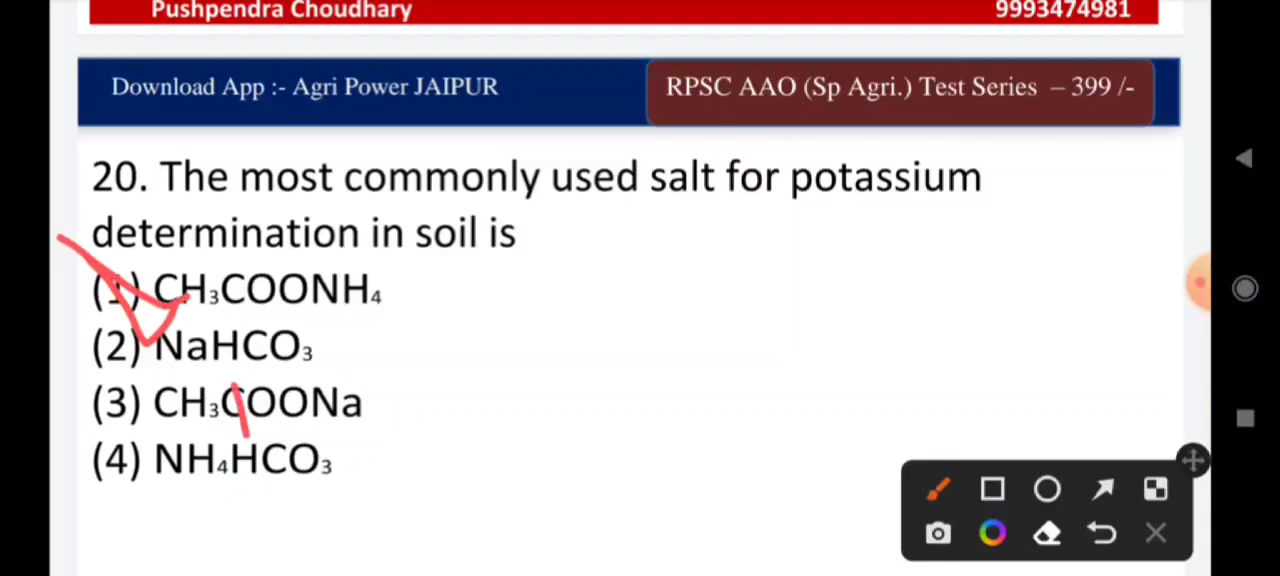 Pushpendra Choudhary 9993474981
Download App :- Agri Power JAIPUR RPSC AAO (Sp Agri.) Test Series – 399 /-
20. The most commonly used salt for potassium
determination in soil is
(1) CH₃COONH₄
(2) NaHCO₃
(3) CH₃COONa
(4) NH₄HCO₃